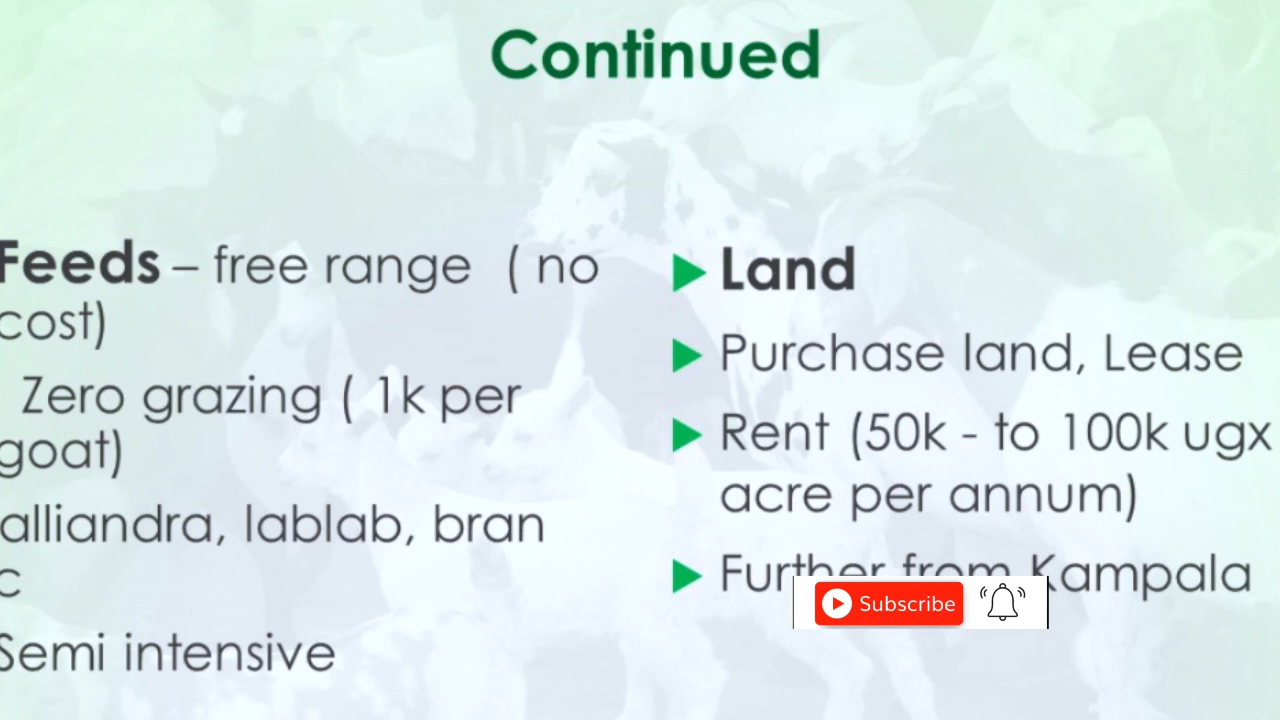 Continued
Feeds – free range ( no
cost)
Zero grazing ( 1k per
goat)
alliandra, lablab, bran
c
Semi intensive
Land
Purchase land, Lease
Rent (50k - to 100k ugx
acre per annum)
Further from Kampala
Subscribe